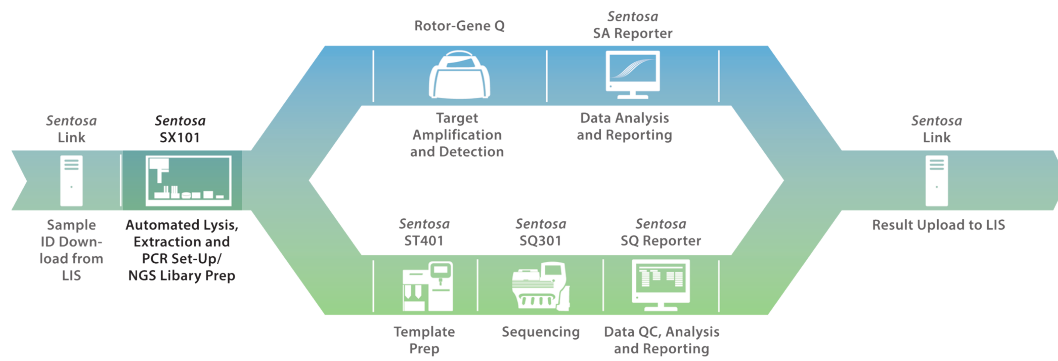 Sentosa
Link
Sample
ID Down-
load from
LIS
Sentosa
SX101
Automated Lysis,
Extraction and
PCR Set-Up/
NGS Libary Prep
Rotor-Gene Q
Target
Amplification
and Detection
Sentosa
SA Reporter
Data Analysis
and Reporting
Sentosa
ST401
Template
Prep
Sentosa
SQ301
Sequencing
Sentosa
SQ Reporter
Data QC, Analysis
and Reporting
Sentosa
Link
Result Upload to LIS